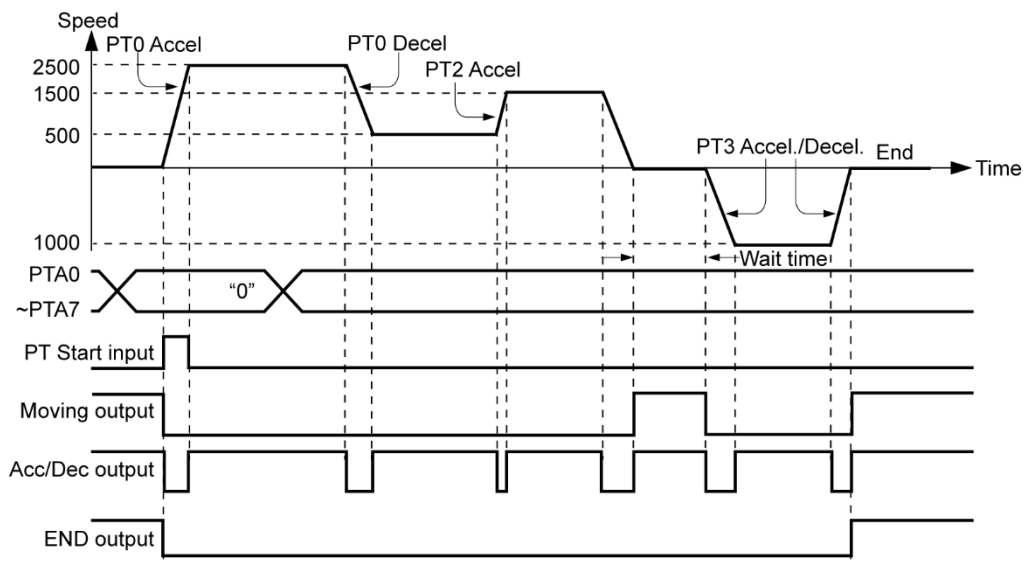 Speed
PT0 Accel
PT0 Decel
2500
PT2 Accel
1500
500
PT3 Accel./Decel.
End
Time
1000
Wait time
PTA0
"0"
~PTA7
PT Start input
Moving output
Acc/Dec output
END output